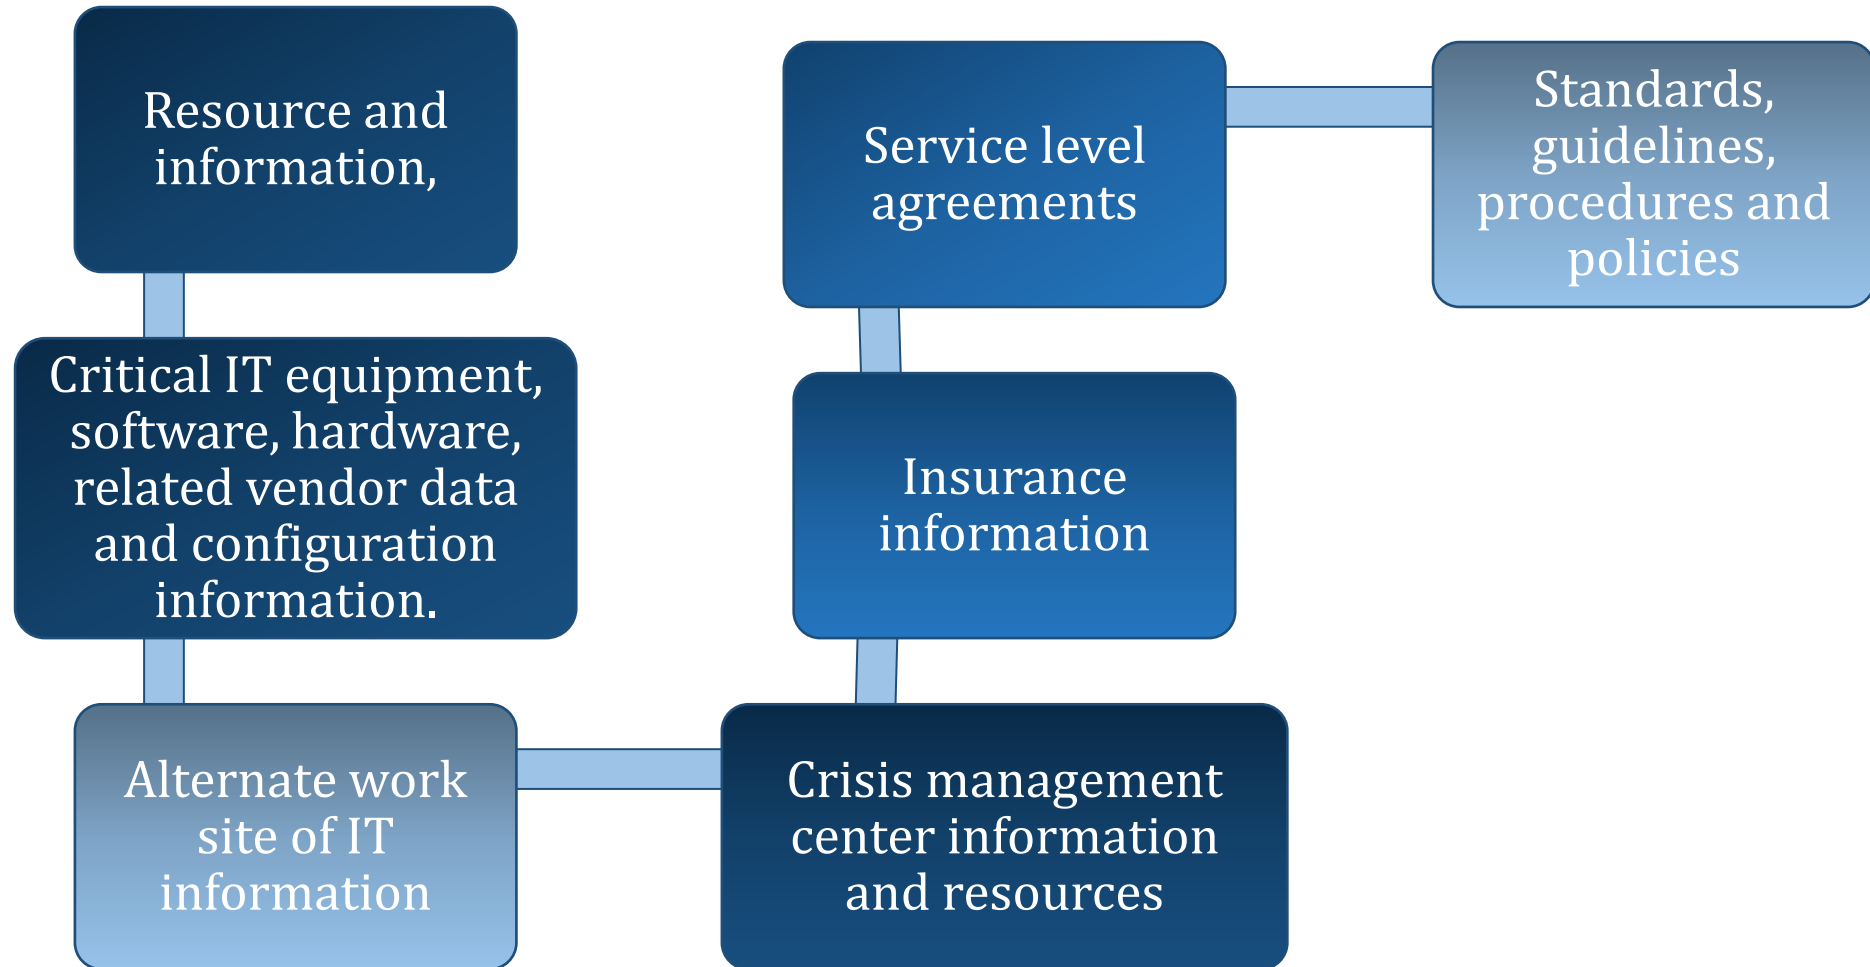 Resource and
information,
Critical IT equipment,
software, hardware,
related vendor data
and configuration
information.
Alternate work
site of IT
information
Crisis management
center information
and resources
Insurance
information
Service level
agreements
Standards,
guidelines,
procedures and
policies